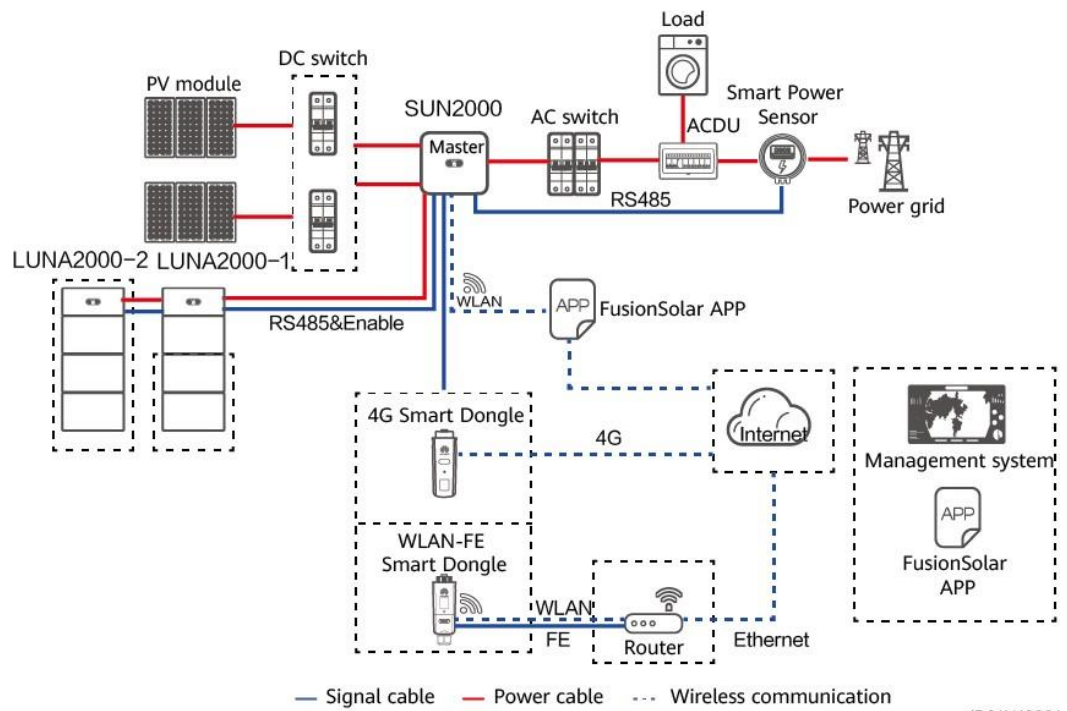 Load
DC switch
PV module
SUN2000
Smart Power
Sensor
AC switch
ACDU
Master
RS485
Power grid
LUNA2000-2
LUNA2000-1
WLAN
APP
FusionSolar APP
RS485&Enable
4G Smart Dongle
4G
Internet
Management system
APP
FusionSolar
APP
WLAN-FE
Smart Dongle
WLAN
FE
Router
Ethernet
Signal cable
Power cable
Wireless communication